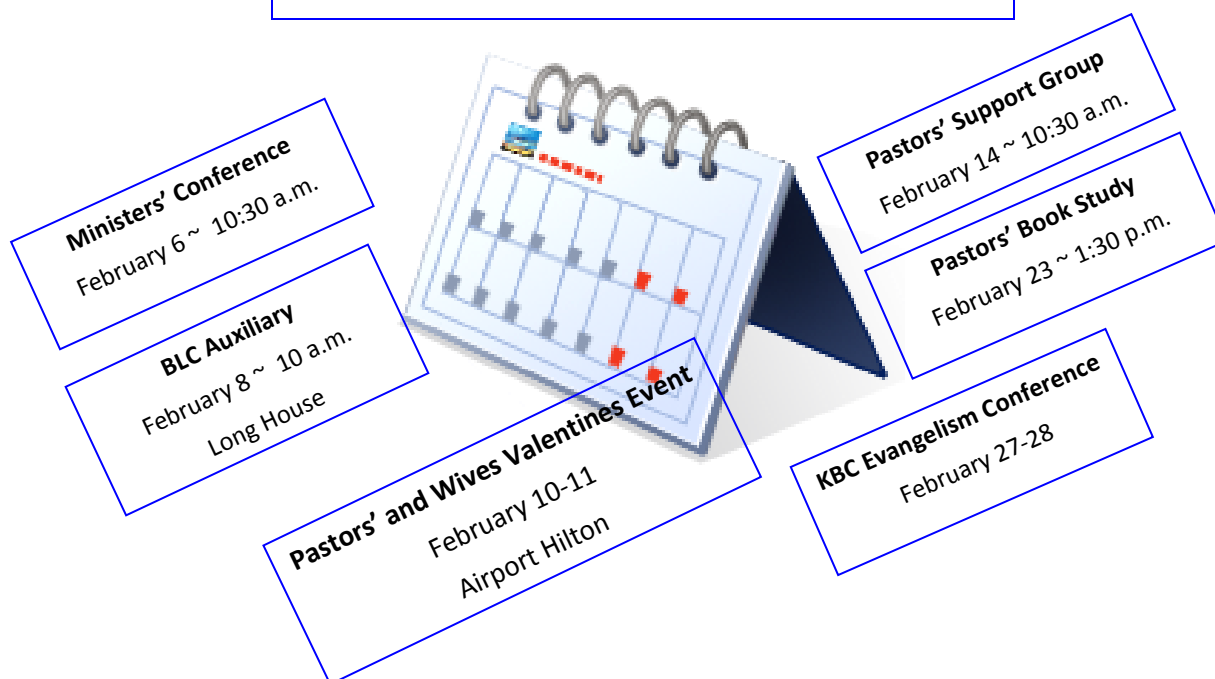 Ministers’ Conference
February 6 ~  10:30 a.m.
BLC Auxiliary
February 8 ~  10 a.m.
Long House
Pastors’ and Wives Valentines Event
February 10-11
Airport Hilton
Pastors’ Support Group
February 14 ~ 10:30 a.m.
Pastors’ Book Study
February 23 ~ 1:30 p.m.
KBC Evangelism Conference
February 27-28